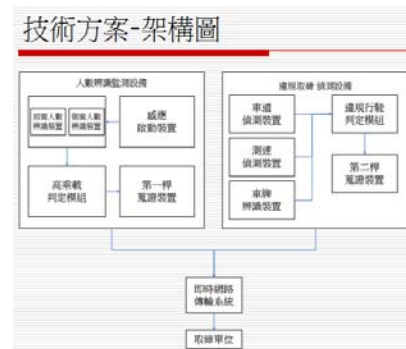 技術方案-架構圖
人數辨識監測設備
前窗人數
辨識裝置
側窗人數
辨識裝置
感應
啟動裝置
高乘載
判定模組
第一桿
蒐證裝置
違規取締 偵測設備
車道
偵測裝置
測速
偵測裝置
車牌
辨識裝置
違規行駛
判定模組
第二桿
蒐證裝置
即時網路
傳輸系統
取締單位